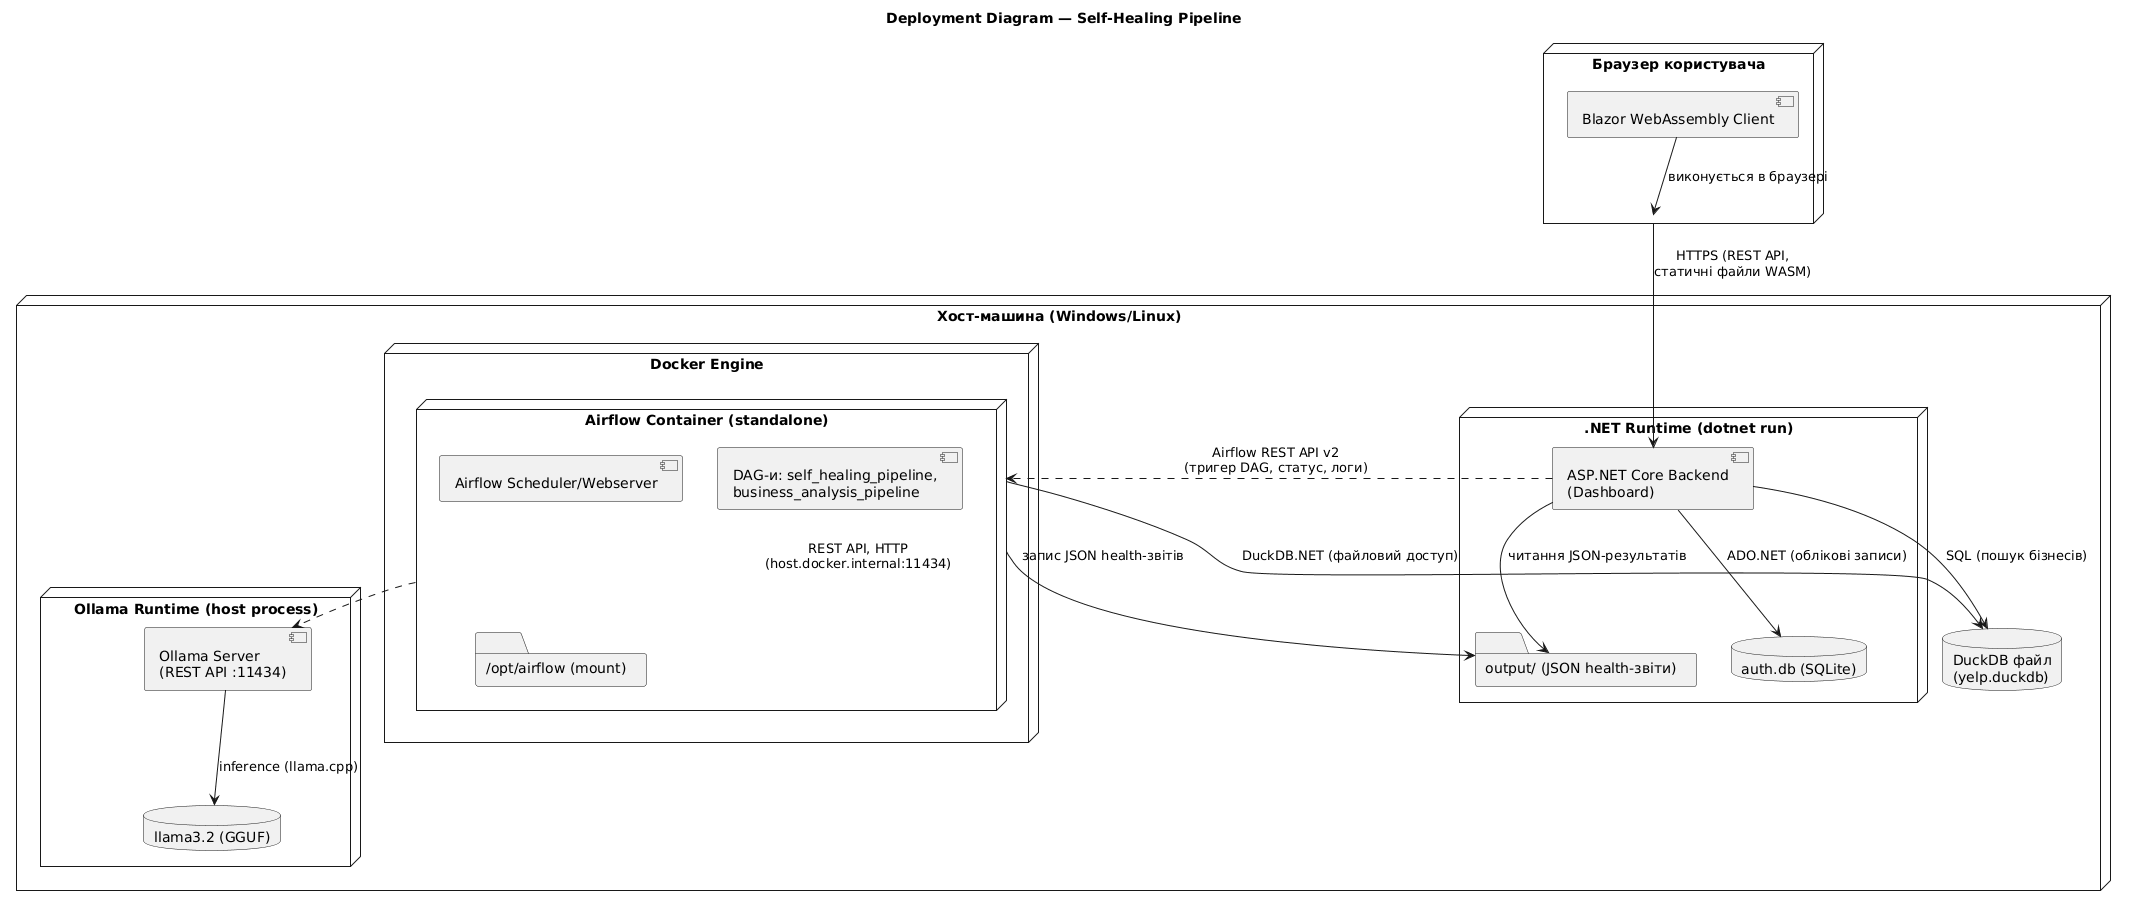 Deployment Diagram — Self-Healing Pipeline
Браузер користувача
Blazor WebAssembly Client
виконується в браузері
HTTPS (REST API,
статичні файли WASM)
Хост-машина (Windows/Linux)
Docker Engine
Airflow Container (standalone)
Airflow Scheduler/Webserver
DAG-и: self_healing_pipeline,
business_analysis_pipeline
REST API, HTTP
(host.docker.internal:11434)
/opt/airflow (mount)
Airflow REST API v2
(тригер DAG, статус, логи)
.NET Runtime (dotnet run)
ASP.NET Core Backend
(Dashboard)
запис JSON health-звітів
DuckDB.NET (файловий доступ)
читання JSON-результатів
ADO.NET (облікові записи)
SQL (пошук бізнесів)
output/ (JSON health-звіти)
auth.db (SQLite)
DuckDB файл
(yelp.duckdb)
Ollama Runtime (host process)
Ollama Server
(REST API :11434)
inference (llama.cpp)
llama3.2 (GGUF)